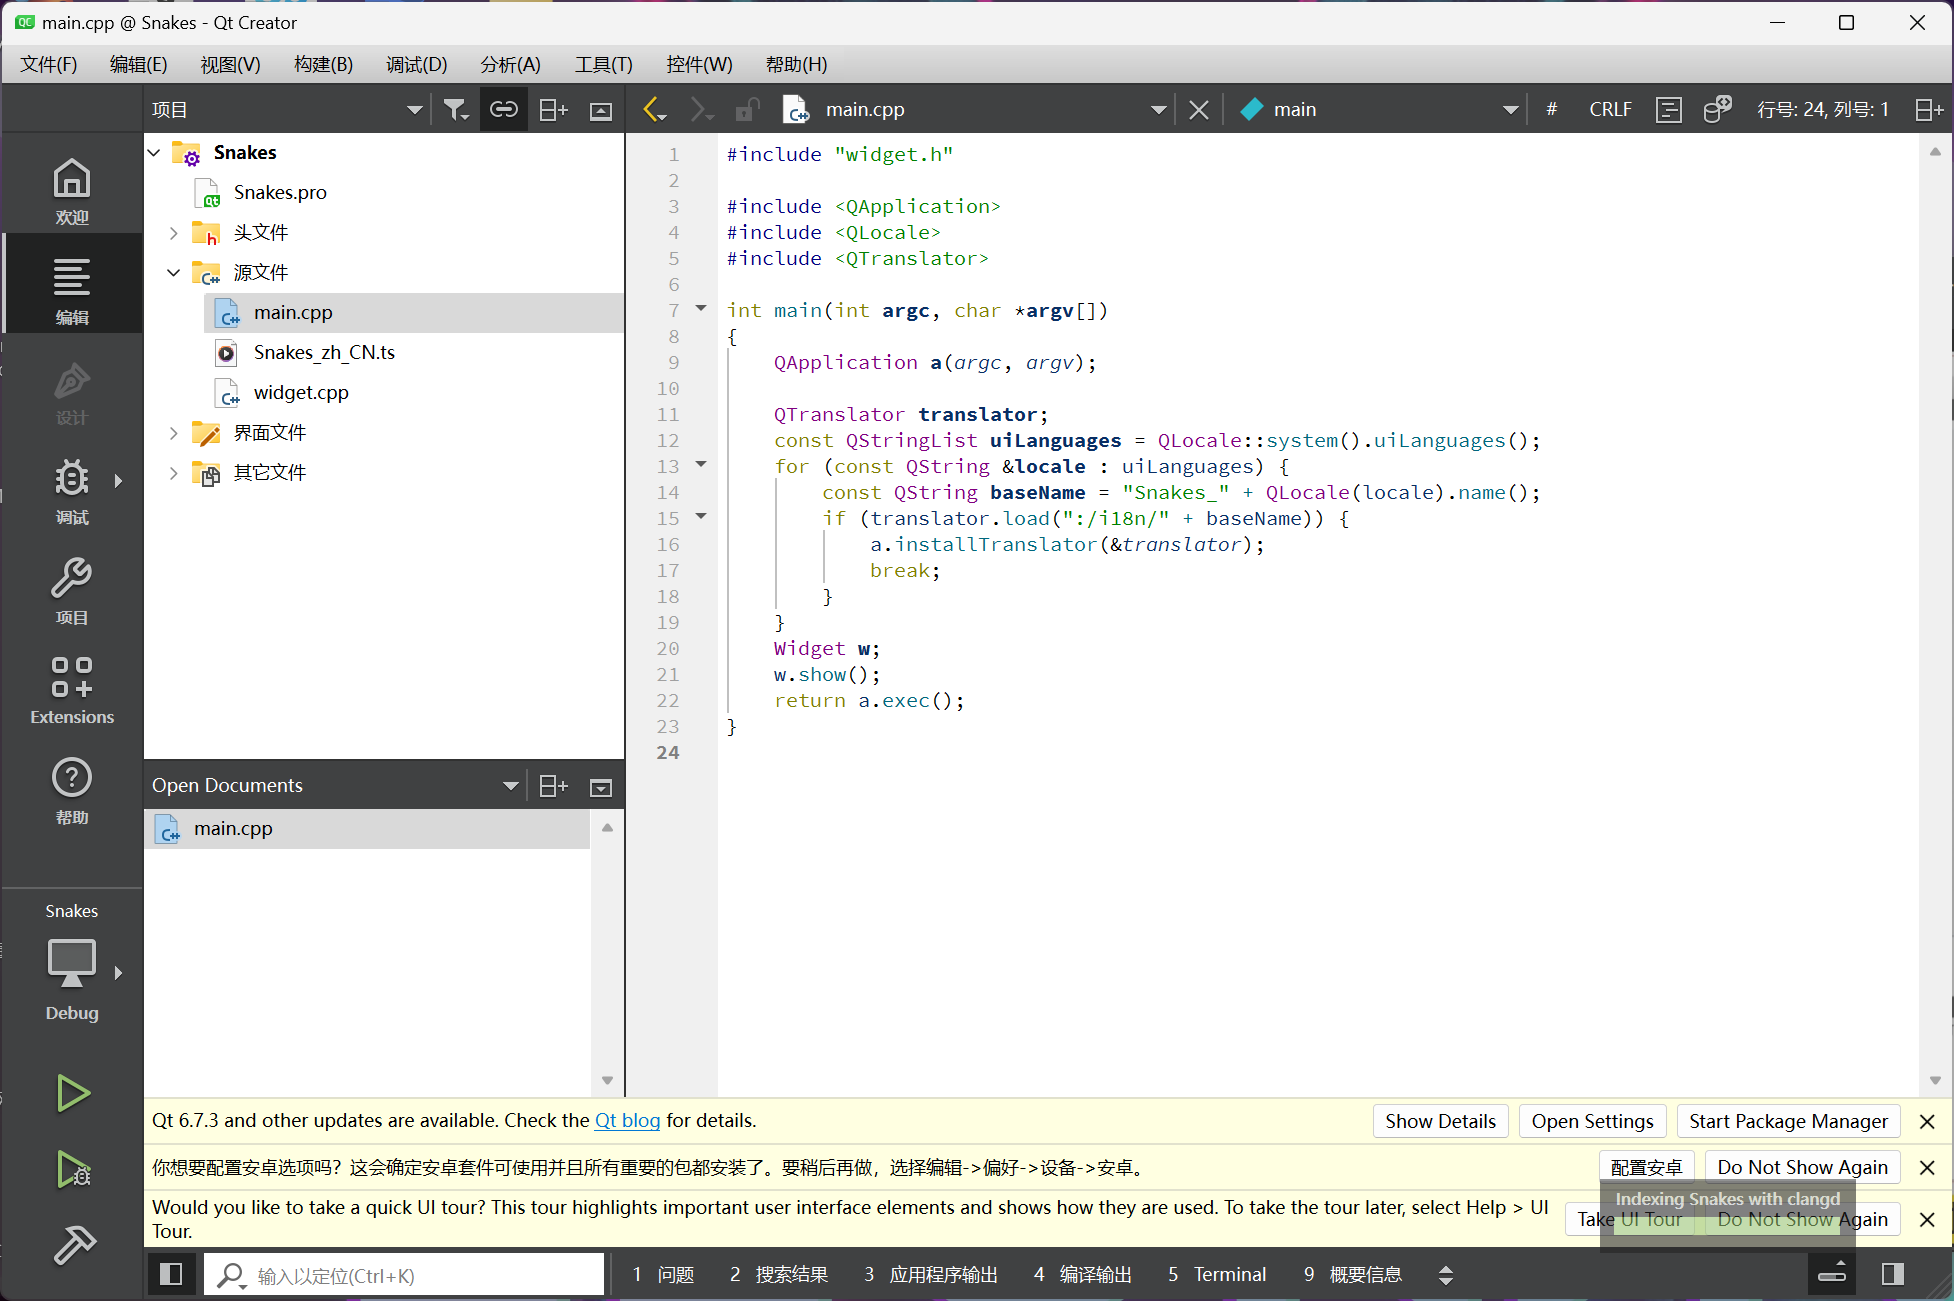 main.cpp @ Snakes - Qt Creator
文件(F) 编辑(E) 视图(V) 构建(B) 调试(D) 分析(A) 工具(T) 控件(W) 帮助(H)
项目
main.cpp
main
# CRLF 行号: 24, 列号: 1
欢迎
编辑
设计
调试
项目
Extensions
帮助
Snakes
Debug
Snakes
Snakes.pro
头文件
源文件
main.cpp
Snakes_zh_CN.ts
widget.cpp
界面文件
其它文件
Open Documents
main.cpp
1 #include "widget.h"
2
3 #include <QApplication>
4 #include <QLocale>
5 #include <QTranslator>
6
7 int main(int argc, char *argv[])
8 {
9     QApplication a(argc, argv);
10
11     QTranslator translator;
12     const QStringList uiLanguages = QLocale::system().uiLanguages();
13     for (const QString &locale : uiLanguages) {
14         const QString baseName = "Snakes_" + QLocale(locale).name();
15         if (translator.load(":/i18n/" + baseName)) {
16             a.installTranslator(&translator);
17             break;
18         }
19     }
20     Widget w;
21     w.show();
22     return a.exec();
23 }
24
Qt 6.7.3 and other updates are available. Check the Qt blog for details. Show Details Open Settings Start Package Manager
你想要配置安卓选项吗？这会确定安卓套件可使用并且所有重要的包都安装了。要稍后再做，选择编辑->偏好->设备->安卓。 配置安卓 Do Not Show Again
Would you like to take a quick UI tour? This tour highlights important user interface elements and shows how they are used. To take the tour later, select Help > UI
Tour.
Indexing Snakes with clangd
Take UI Tour Do Not Show Again
输入以定位(Ctrl+K) 1 问题 2 搜索结果 3 应用程序输出 4 编译输出 5 Terminal 9 概要信息